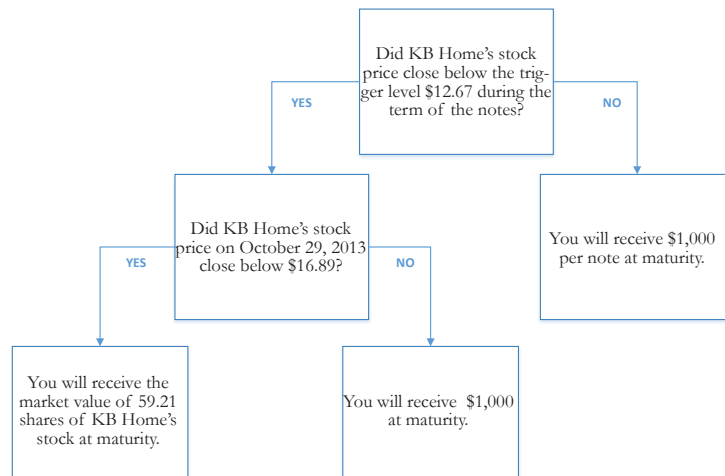 Did KB Home's stock
price close below the trig-
ger level $12.67 during the
term of the notes?
YES
NO
Did KB Home's stock
price on October 29, 2013
close below $16.89?
You will receive $1,000
per note at maturity.
YES
NO
You will receive the
market value of 59.21
shares of KB Home's
stock at maturity.
You will receive $1,000
at maturity.